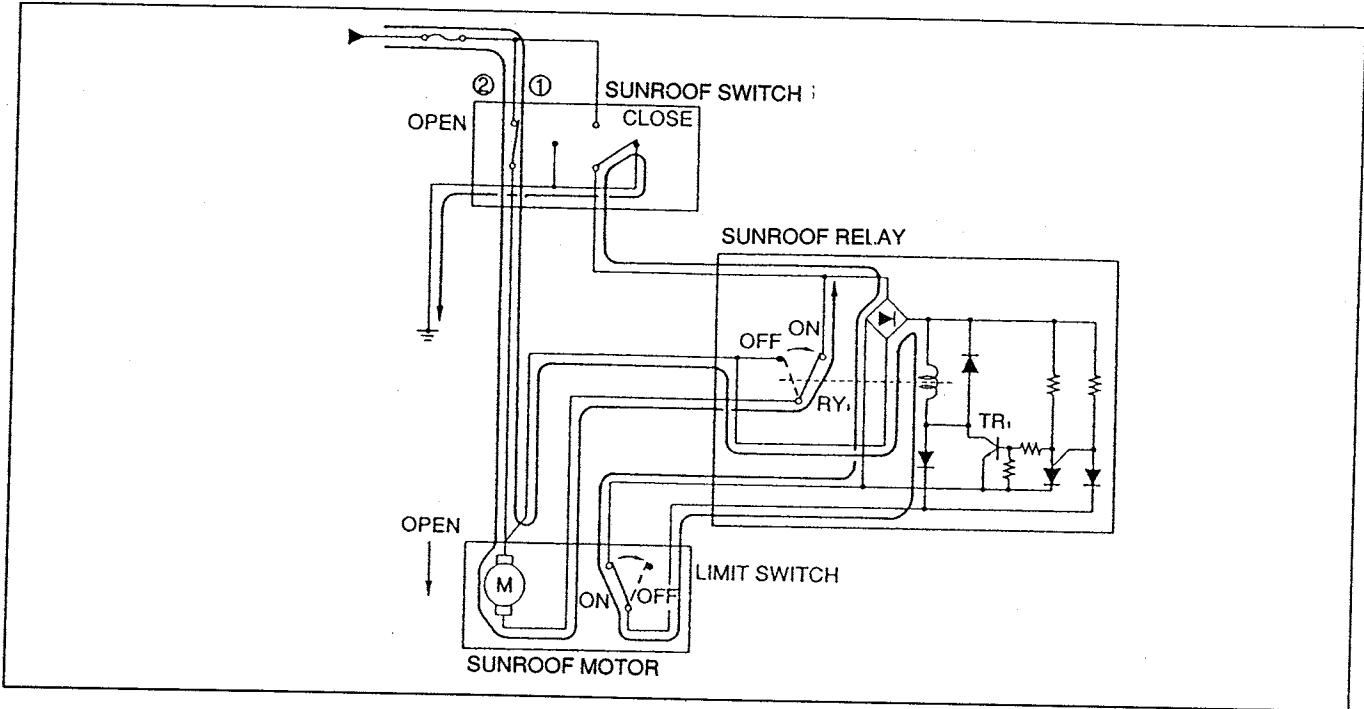 ② ①
SUNROOF SWITCH
OPEN
CLOSE
SUNROOF RELAY
OFF
ON
RY₁
TR₁
OPEN
M
ON
OFF
LIMIT SWITCH
SUNROOF MOTOR